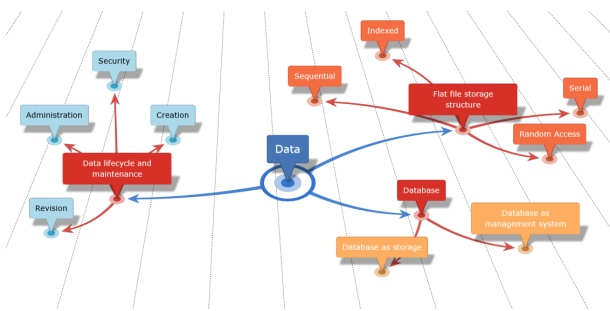 Indexed
Security
Sequential
Flat file storage
structure
Serial
Administration
Creation
Random Access
Data
Data lifecycle and
maintenance
Database
Revision
Database as
management system
Database as storage